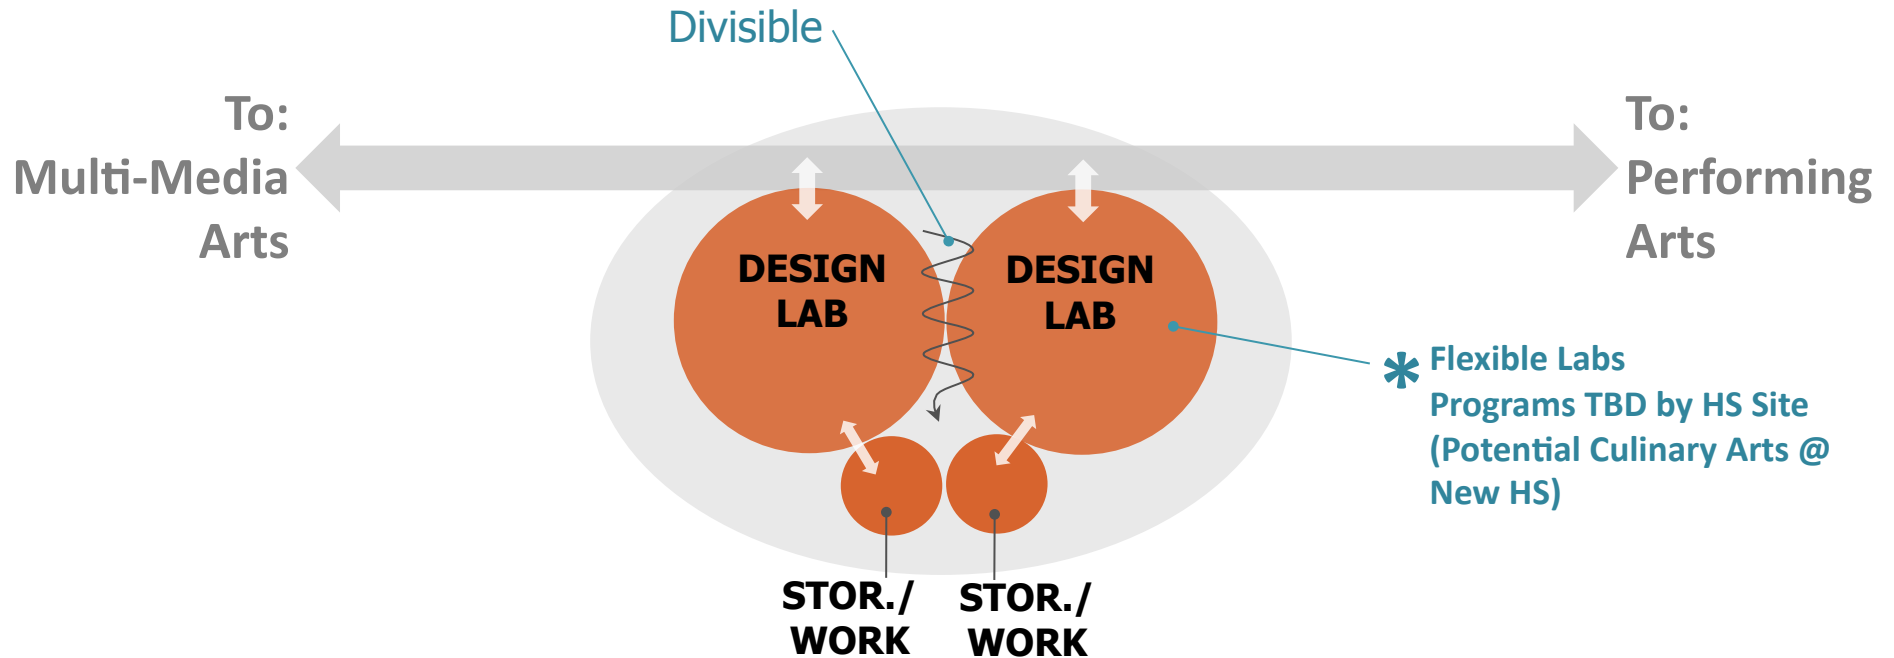 Divisible
To:
Multi-Media
Arts
To:
Performing
Arts
DESIGN
LAB
DESIGN
LAB
* Flexible Labs
Programs TBD by HS Site
(Potential Culinary Arts @
New HS)
STOR./
WORK
STOR./
WORK